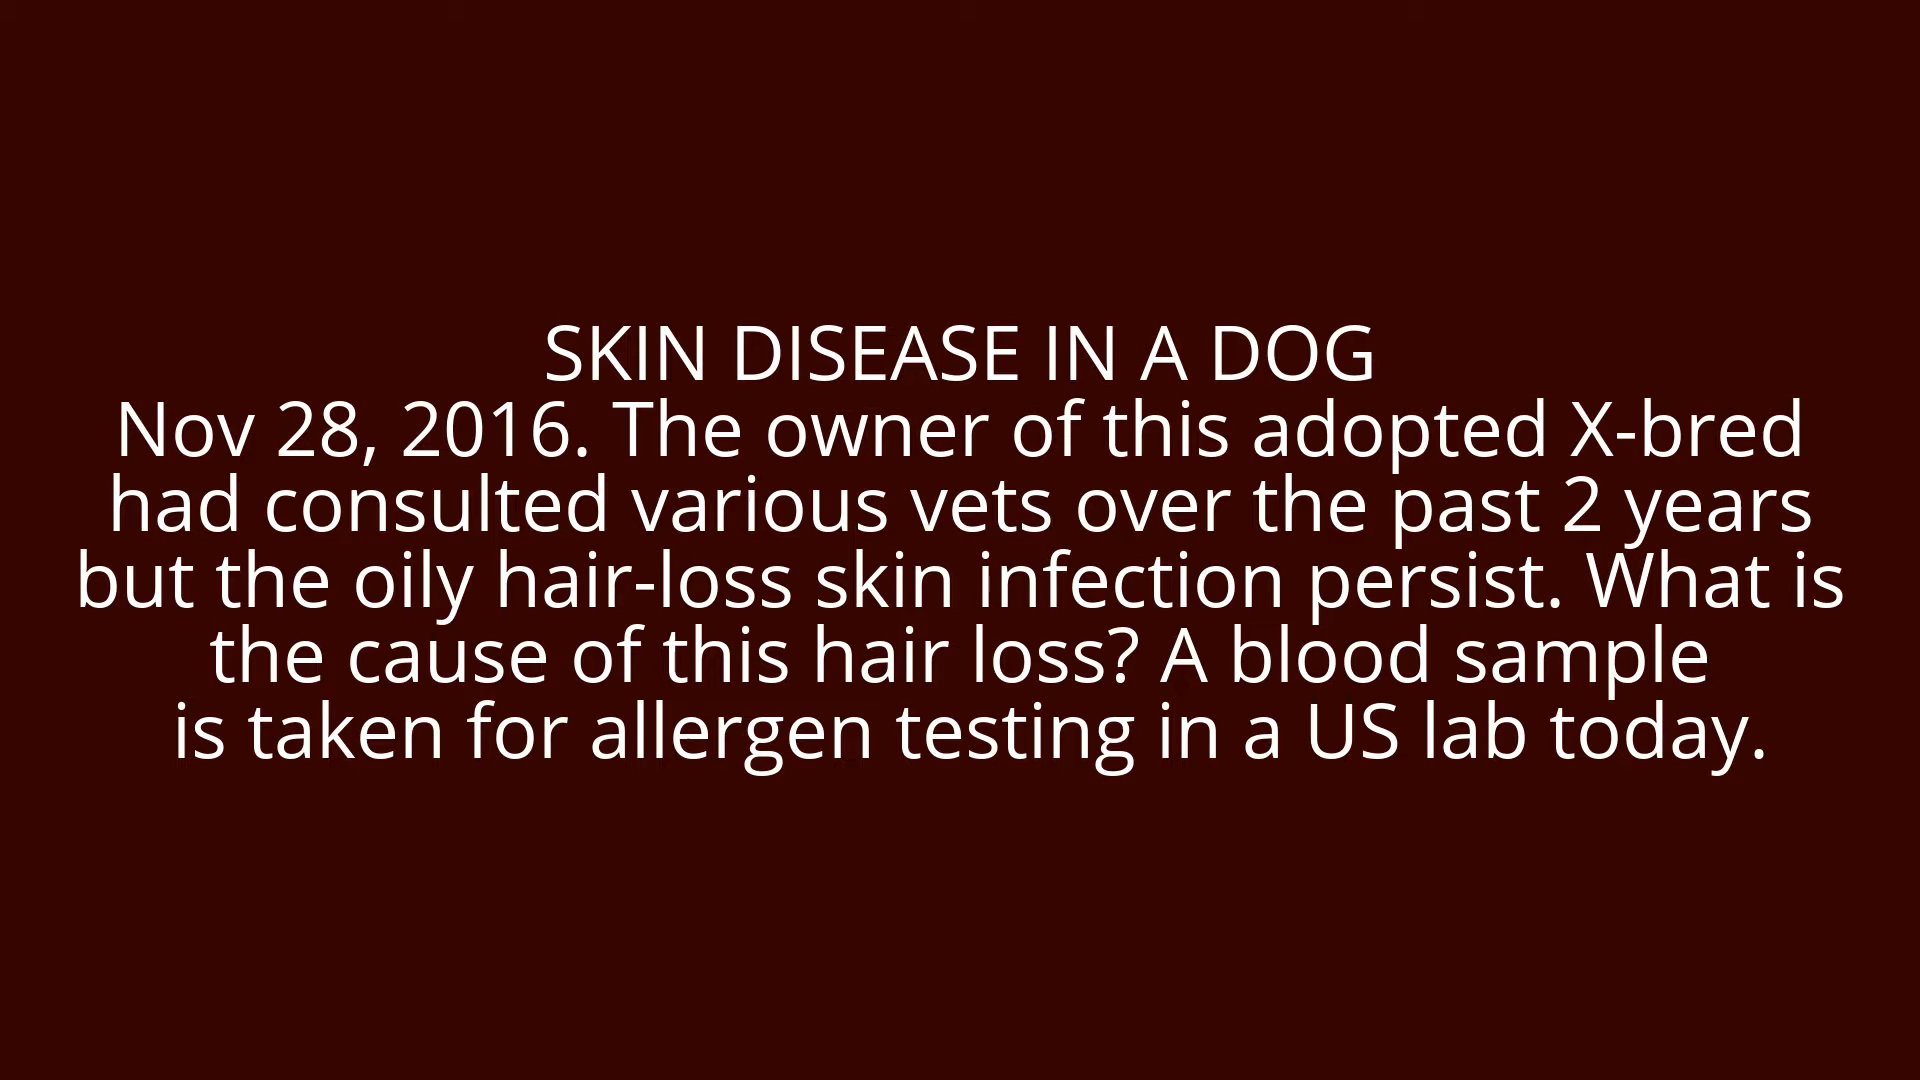 SKIN DISEASE IN A DOG
Nov 28, 2016. The owner of this adopted X-bred
had consulted various vets over the past 2 years
but the oily hair-loss skin infection persist. What is
the cause of this hair loss? A blood sample
is taken for allergen testing in a US lab today.